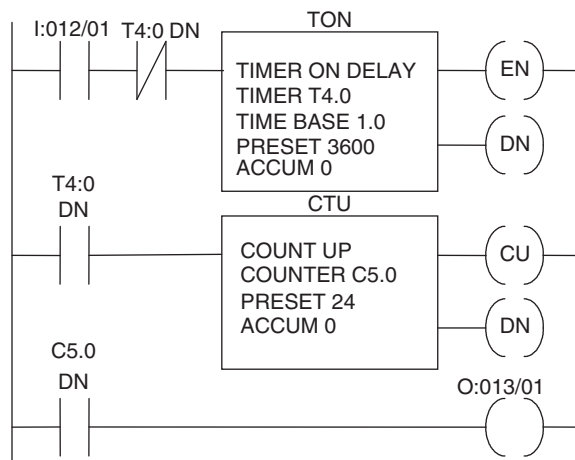 TON
I:012/01 T4:0 DN
TIMER ON DELAY
TIMER T4.0
TIME BASE 1.0
PRESET 3600
ACCUM 0
EN
DN
T4:0
DN
CTU
COUNT UP
COUNTER C5.0
PRESET 24
ACCUM 0
CU
DN
C5.0
DN
O:013/01